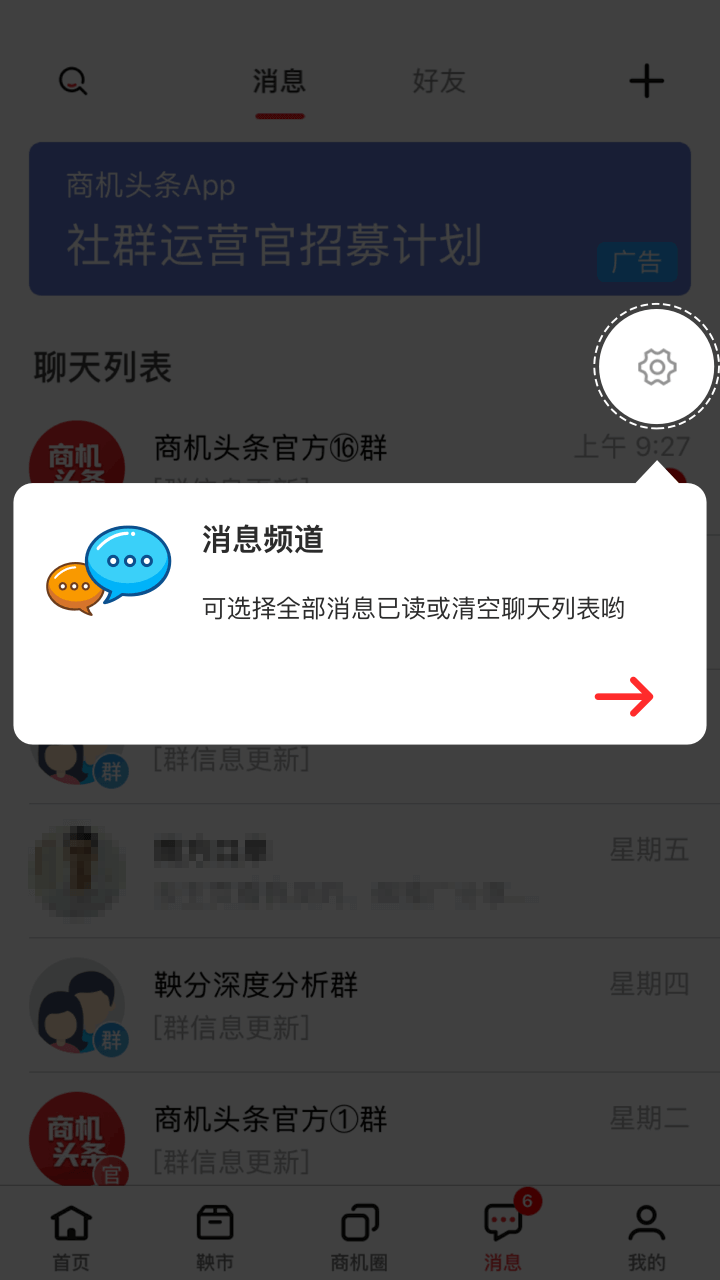 消息
好友
商机头条App
社群运营官招募计划
广告
聊天列表
商机
头条
商机头条官方⑯群
上午 9:27
[群信息更新]
消息频道
可选择全部消息已读或清空聊天列表哟
群
[群信息更新]
星期五
鞅分深度分析群
星期四
群
[群信息更新]
商机
头条
官
商机头条官方①群
星期二
[群信息更新]
6
首页
鞅市
商机圈
消息
我的